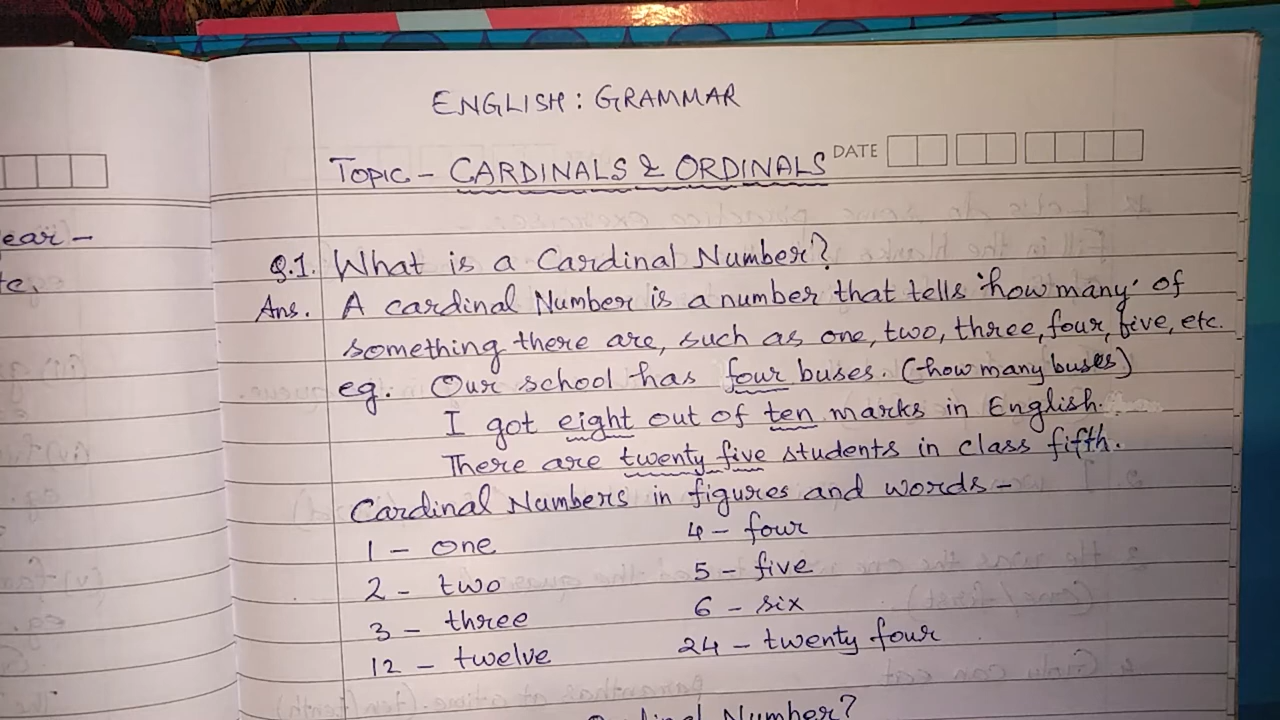 ENGLISH : GRAMMAR
DATE
Topic - CARDINALS & ORDINALS
ear -
te.
Q.1. What is a Cardinal Number?
Ans. A cardinal Number is a number that tells 'how many' of
something there are, such as one, two, three, four, five, etc.
eg. Our school has four buses. (how many buses)
I got eight out of ten marks in English.
There are twenty five students in class fifth.
Cardinal Numbers in figures and words -
1 - one 4 - four
2 - two 5 - five
3 - three 6 - six
12 - twelve 24 - twenty four
Number?